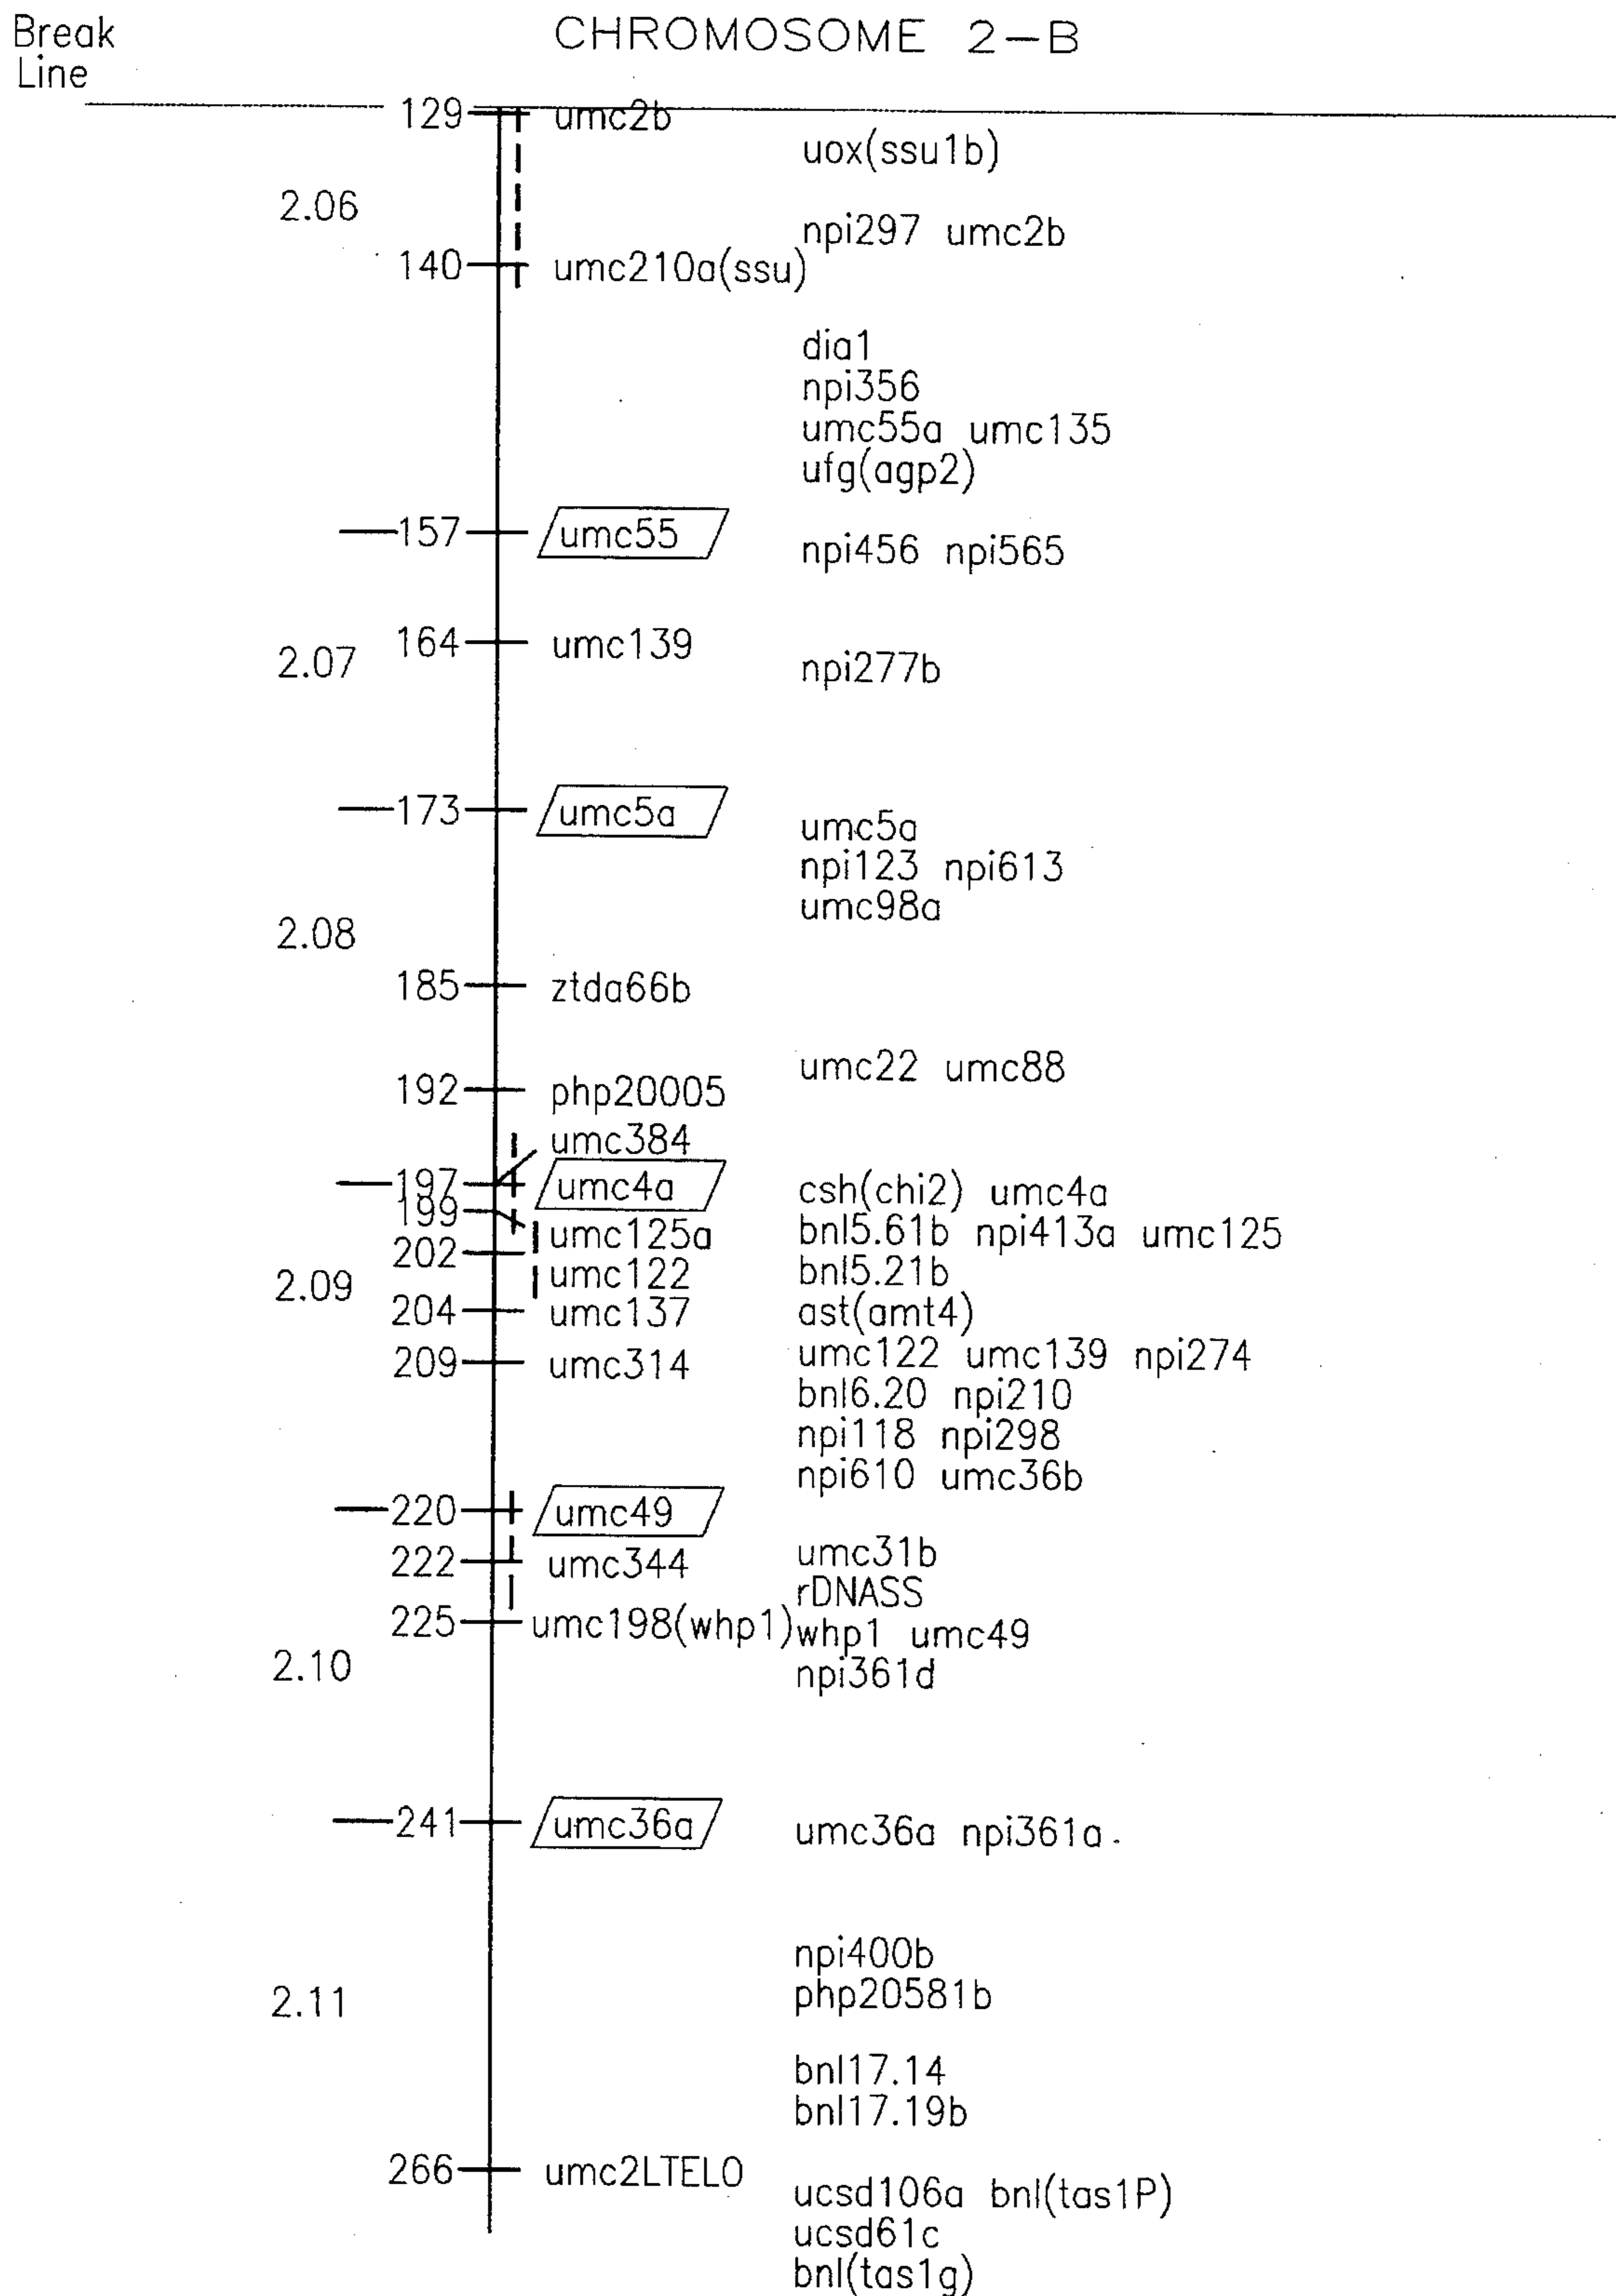 Break CHROMOSOME 2-B
Line
129 umc2b
uox(ssu1b)
2.06
npi297 umc2b
140 umc210a(ssu)
dia1
npi356
umc55a umc135
ufg(agp2)
157 umc55
npi456 npi565
164 umc139
2.07
npi277b
173 umc5a
umc5a
npi123 npi613
umc98a
2.08
185 ztda66b
umc22 umc88
192 php20005
umc384
197 umc4a csh(chi2) umc4a
199
umc125a bnl5.61b npi413a umc125
202
umc122 bnl5.21b
2.09
204 umc137 ast(amt4)
209 umc314 umc122 umc139 npi274
bnl6.20 npi210
npi118 npi298
npi610 umc36b
220 umc49
222 umc344 umc31b
rDNASS
225 umc198(whp1) whp1 umc49
2.10 npi361d
241 umc36a umc36a npi361a
npi400b
2.11 php20581b
bnl17.14
bnl17.19b
266 umc2LTELO
ucsd106a bnl(tas1P)
ucsd61c
bnl(tas1g)